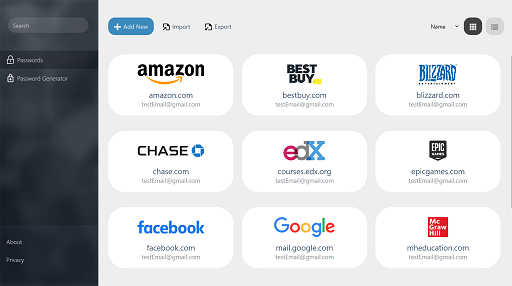 Search
Passwords
Password Generator
About
Privacy
Add New
Import
Export
Name
amazon
amazon.com
testEmail@gmail.com
BEST
BUY
bestbuy.com
testEmail@gmail.com
BLIZZARD
ENTERTAINMENT
blizzard.com
testEmail@gmail.com
CHASE
chase.com
testEmail@gmail.com
edX
courses.edx.org
testEmail@gmail.com
EPIC
GAMES
epicgames.com
testEmail@gmail.com
facebook
facebook.com
testEmail@gmail.com
Google
mail.google.com
testEmail@gmail.com
Mc
Graw
Hill
mheducation.com
testEmail@gmail.com